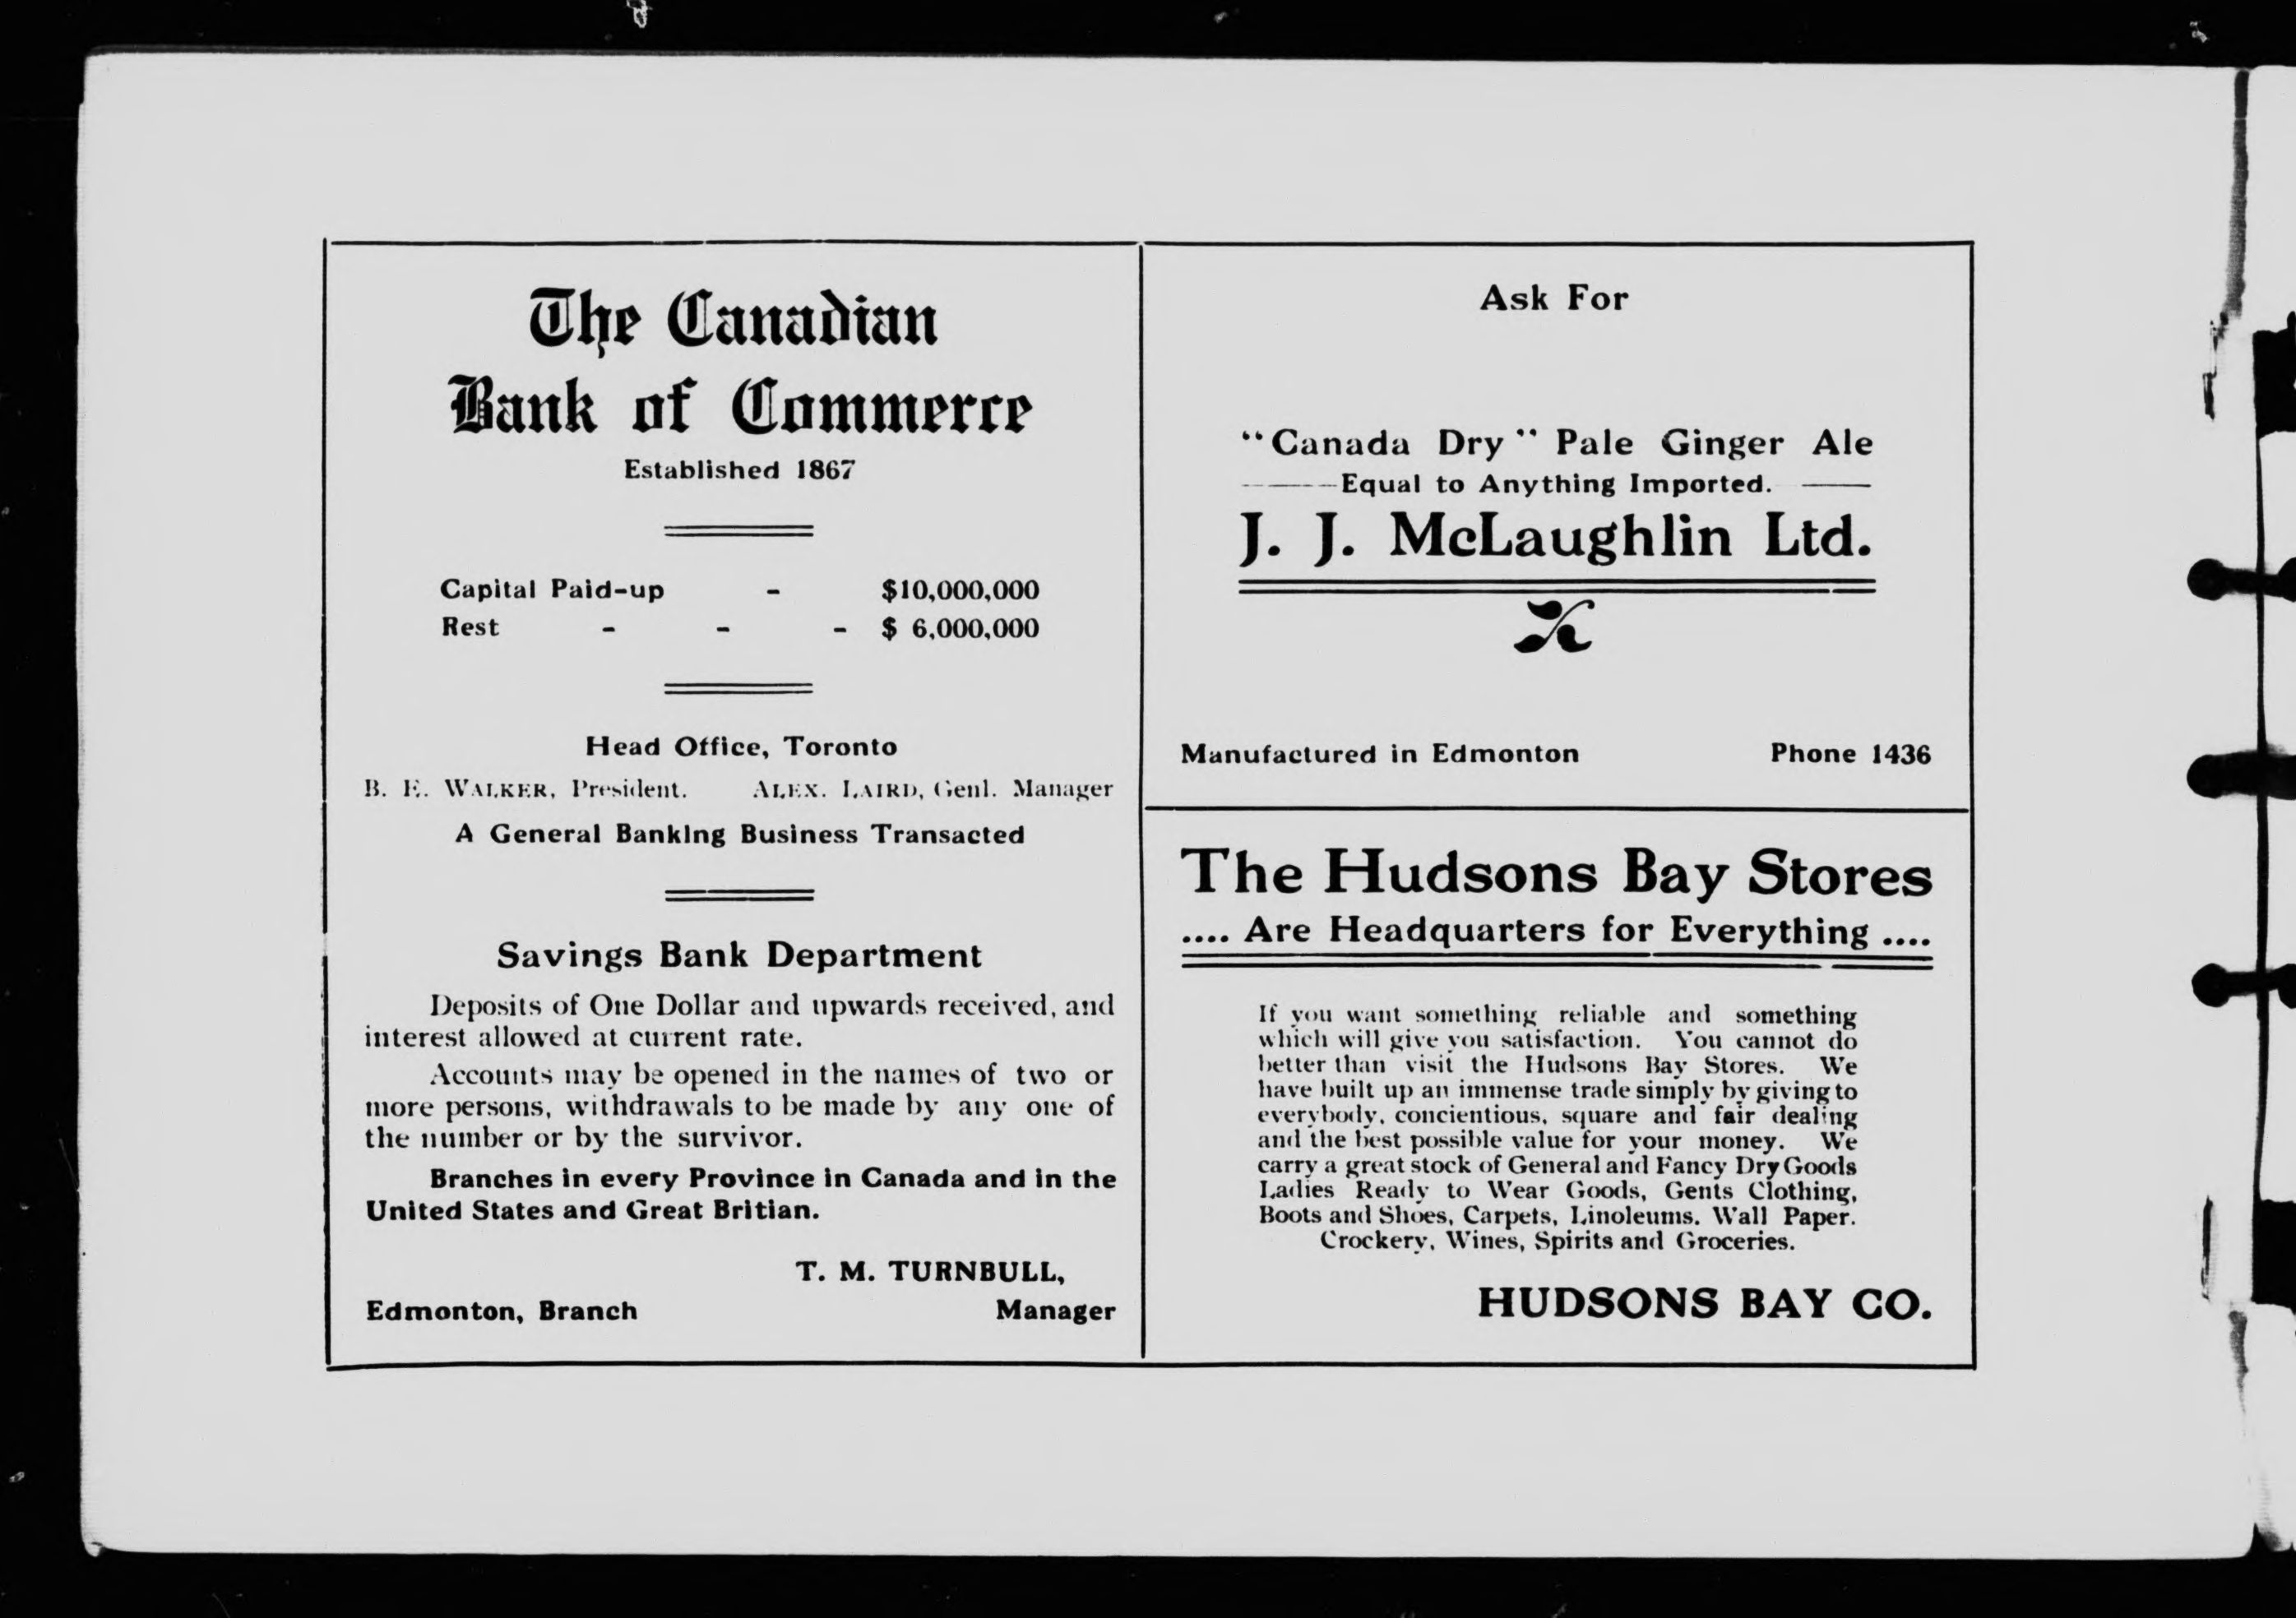 The Canadian
Bank of Commerce
Established 1867
Capital Paid-up - $10,000,000
Rest - - - $ 6,000,000
Head Office, Toronto
B. E. WALKER, President. ALEX. LAIRD, Genl. Manager
A General Banking Business Transacted
Savings Bank Department
Deposits of One Dollar and upwards received, and
interest allowed at current rate.
Accounts may be opened in the names of two or
more persons, withdrawals to be made by any one of
the number or by the survivor.
Branches in every Province in Canada and in the
United States and Great Britian.
T. M. TURNBULL,
Edmonton, Branch Manager
Ask For
"Canada Dry" Pale Ginger Ale
Equal to Anything Imported.
J. J. McLaughlin Ltd.
Manufactured in Edmonton Phone 1436
The Hudsons Bay Stores
.... Are Headquarters for Everything ....
If you want something reliable and something
which will give you satisfaction. You cannot do
better than visit the Hudsons Bay Stores. We
have built up an immense trade simply by giving to
everybody, concientious, square and fair dealing
and the best possible value for your money. We
carry a great stock of General and Fancy Dry Goods
Ladies Ready to Wear Goods, Gents Clothing,
Boots and Shoes, Carpets, Linoleums. Wall Paper.
Crockery, Wines, Spirits and Groceries.
HUDSONS BAY CO.